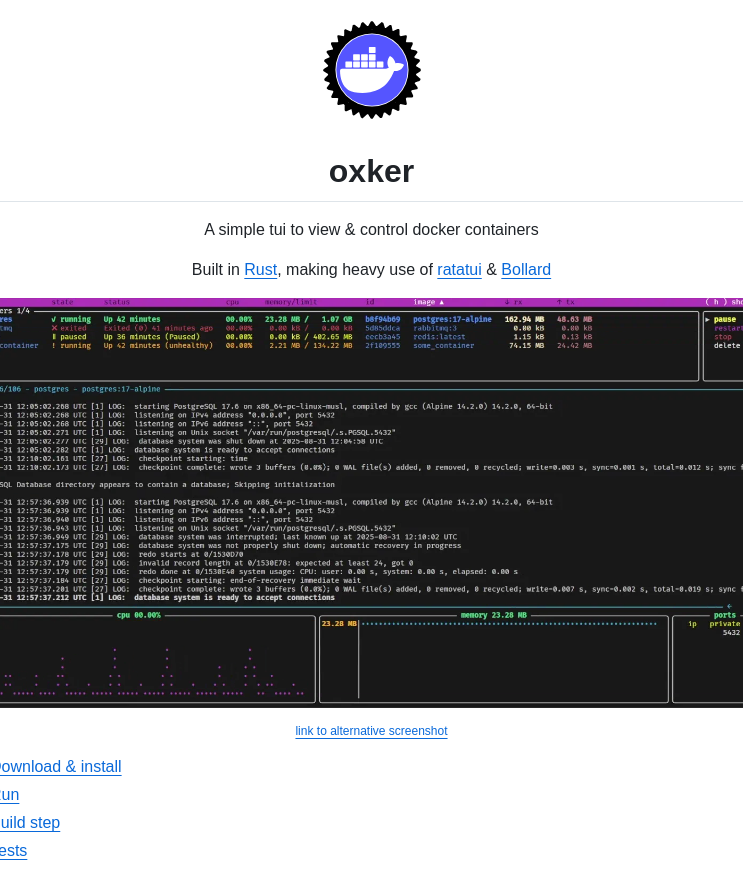 oxker
A simple tui to view & control docker containers
Built in Rust, making heavy use of ratatui & Bollard
state status cpu memory/limit id image ▲ ↓ rx ↑ tx ( h ) sho
ers 1/4
res ✓ running Up 42 minutes 00.00% 23.28 MB / 1.07 GB b8f94b69 postgres:17-alpine 162.94 MB 48.63 MB ▶ pause
tmq ✕ exited Exited (0) 41 minutes ago 00.00% 0.00 kB / 0.00 kB 5d85ddca rabbitmq:3 0.00 kB 0.00 kB restart
‖ paused Up 36 minutes (Paused) 00.00% 0.00 kB / 402.65 MB eecb3a45 redis:latest 1.15 kB 0.13 kB stop
container ! running Up 42 minutes (unhealthy) 00.00% 2.21 MB / 134.22 MB 2f109555 some_container 74.15 MB 24.42 MB delete
6/106 - postgres - postgres:17-alpine
-31 12:05:02.268 UTC [1] LOG: starting PostgreSQL 17.6 on x86_64-pc-linux-musl, compiled by gcc (Alpine 14.2.0) 14.2.0, 64-bit
-31 12:05:02.268 UTC [1] LOG: listening on IPv4 address "0.0.0.0", port 5432
-31 12:05:02.268 UTC [1] LOG: listening on IPv6 address "::", port 5432
-31 12:05:02.271 UTC [1] LOG: listening on Unix socket "/var/run/postgresql/.s.PGSQL.5432"
-31 12:05:02.277 UTC [29] LOG: database system was shut down at 2025-08-31 12:04:58 UTC
-31 12:05:02.282 UTC [1] LOG: database system is ready to accept connections
-31 12:10:02.161 UTC [27] LOG: checkpoint starting: time
-31 12:10:02.173 UTC [27] LOG: checkpoint complete: wrote 3 buffers (0.0%); 0 WAL file(s) added, 0 removed, 0 recycled; write=0.003 s, sync=0.001 s, total=0.012 s; sync f
SQL Database directory appears to contain a database; Skipping initialization
-31 12:57:36.939 UTC [1] LOG: starting PostgreSQL 17.6 on x86_64-pc-linux-musl, compiled by gcc (Alpine 14.2.0) 14.2.0, 64-bit
-31 12:57:36.939 UTC [1] LOG: listening on IPv4 address "0.0.0.0", port 5432
-31 12:57:36.940 UTC [1] LOG: listening on IPv6 address "::", port 5432
-31 12:57:36.943 UTC [1] LOG: listening on Unix socket "/var/run/postgresql/.s.PGSQL.5432"
-31 12:57:36.949 UTC [29] LOG: database system was interrupted; last known up at 2025-08-31 12:10:02 UTC
-31 12:57:37.175 UTC [29] LOG: database system was not properly shut down; automatic recovery in progress
-31 12:57:37.178 UTC [29] LOG: redo starts at 0/1530D70
-31 12:57:37.179 UTC [29] LOG: invalid record length at 0/1530E78: expected at least 24, got 0
-31 12:57:37.179 UTC [29] LOG: redo done at 0/1530E40 system usage: CPU: user: 0.00 s, system: 0.00 s, elapsed: 0.00 s
-31 12:57:37.184 UTC [27] LOG: checkpoint starting: end-of-recovery immediate wait
-31 12:57:37.201 UTC [27] LOG: checkpoint complete: wrote 3 buffers (0.0%); 0 WAL file(s) added, 0 removed, 0 recycled; write=0.007 s, sync=0.002 s, total=0.019 s; sync f
-31 12:57:37.212 UTC [1] LOG: database system is ready to accept connections
cpu 00.00% memory 23.28 MB ports
23.28 MB ip private
5432
link to alternative screenshot
Download & install
Run
uild step
ests